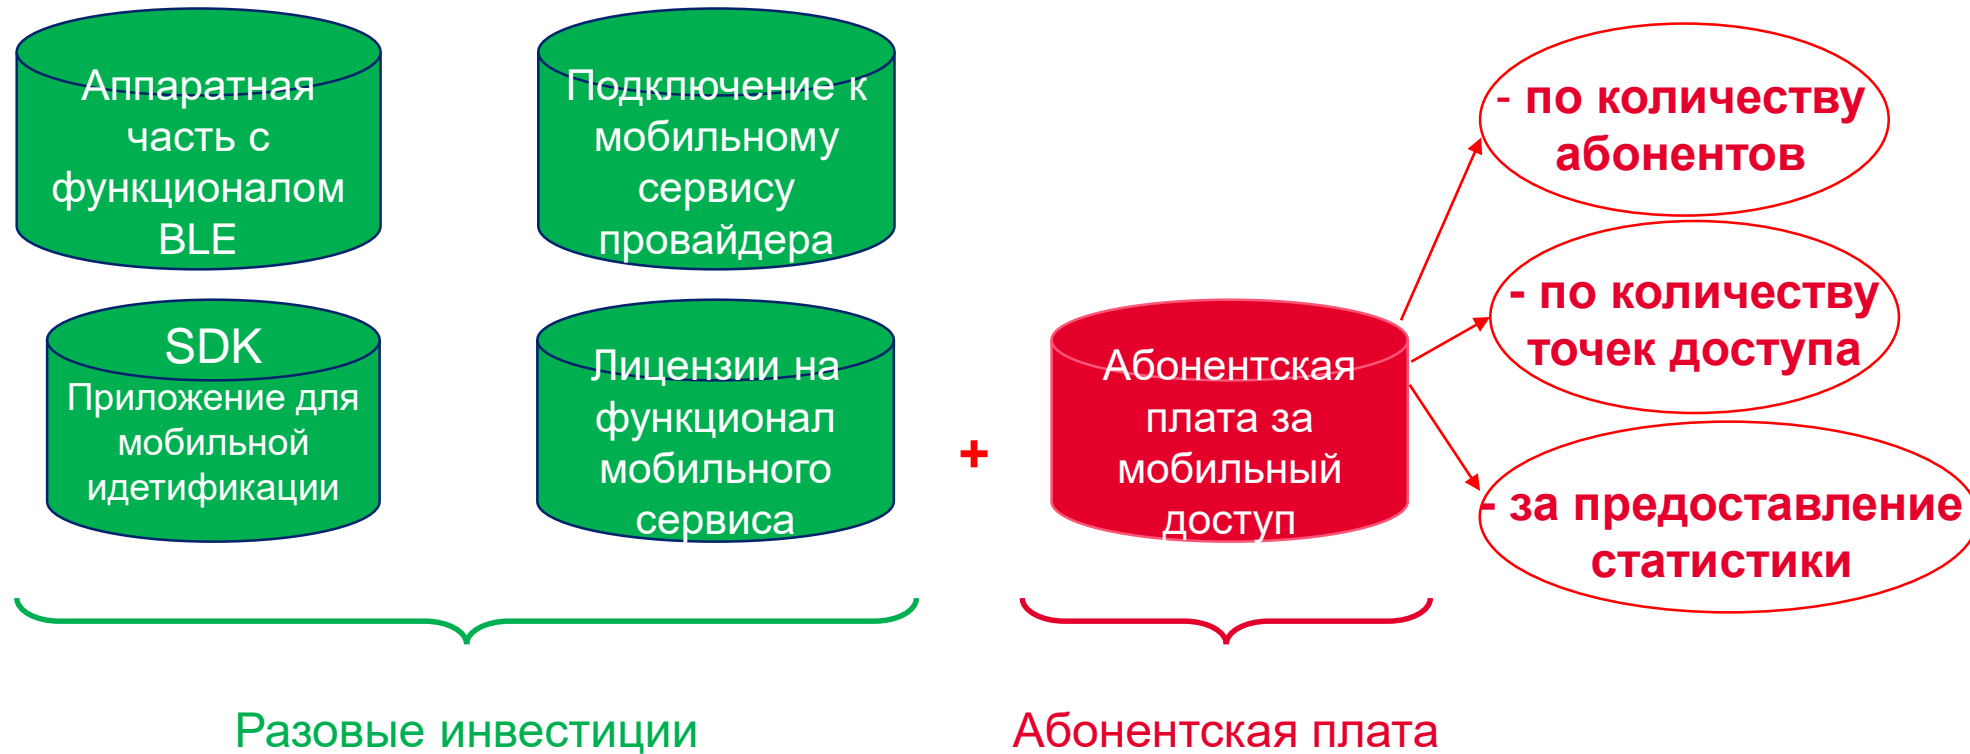 Аппаратная
часть с
функционалом
BLE
Подключение к
мобильному
сервису
провайдера
SDK
Приложение для
мобильной
идетификации
Лицензии на
функционал
мобильного
сервиса
+
Абонентская
плата за
мобильный
доступ
- по количеству
абонентов
- по количеству
точек доступа
- за предоставление
статистики
Разовые инвестиции
Абонентская плата